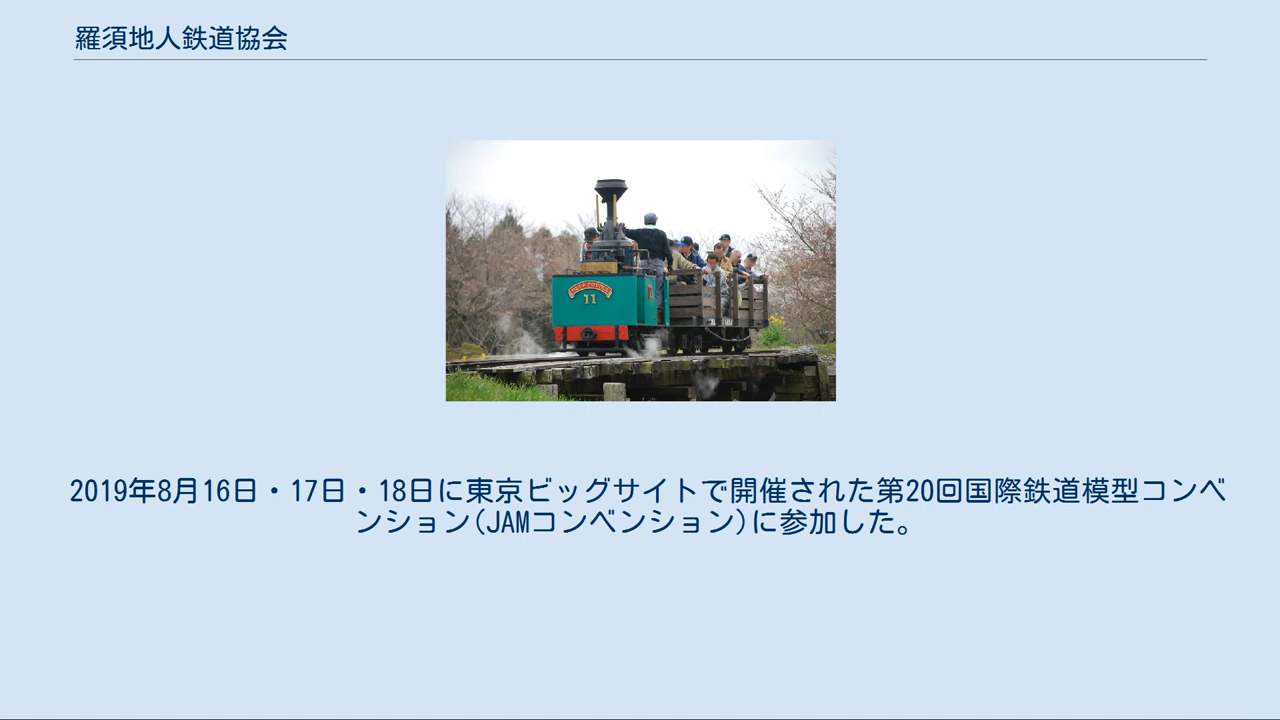 羅須地人鉄道協会
11
2019年8月16日・17日・18日に東京ビッグサイトで開催された第20回国際鉄道模型コンベ
ンション(JAMコンベンション)に参加した。